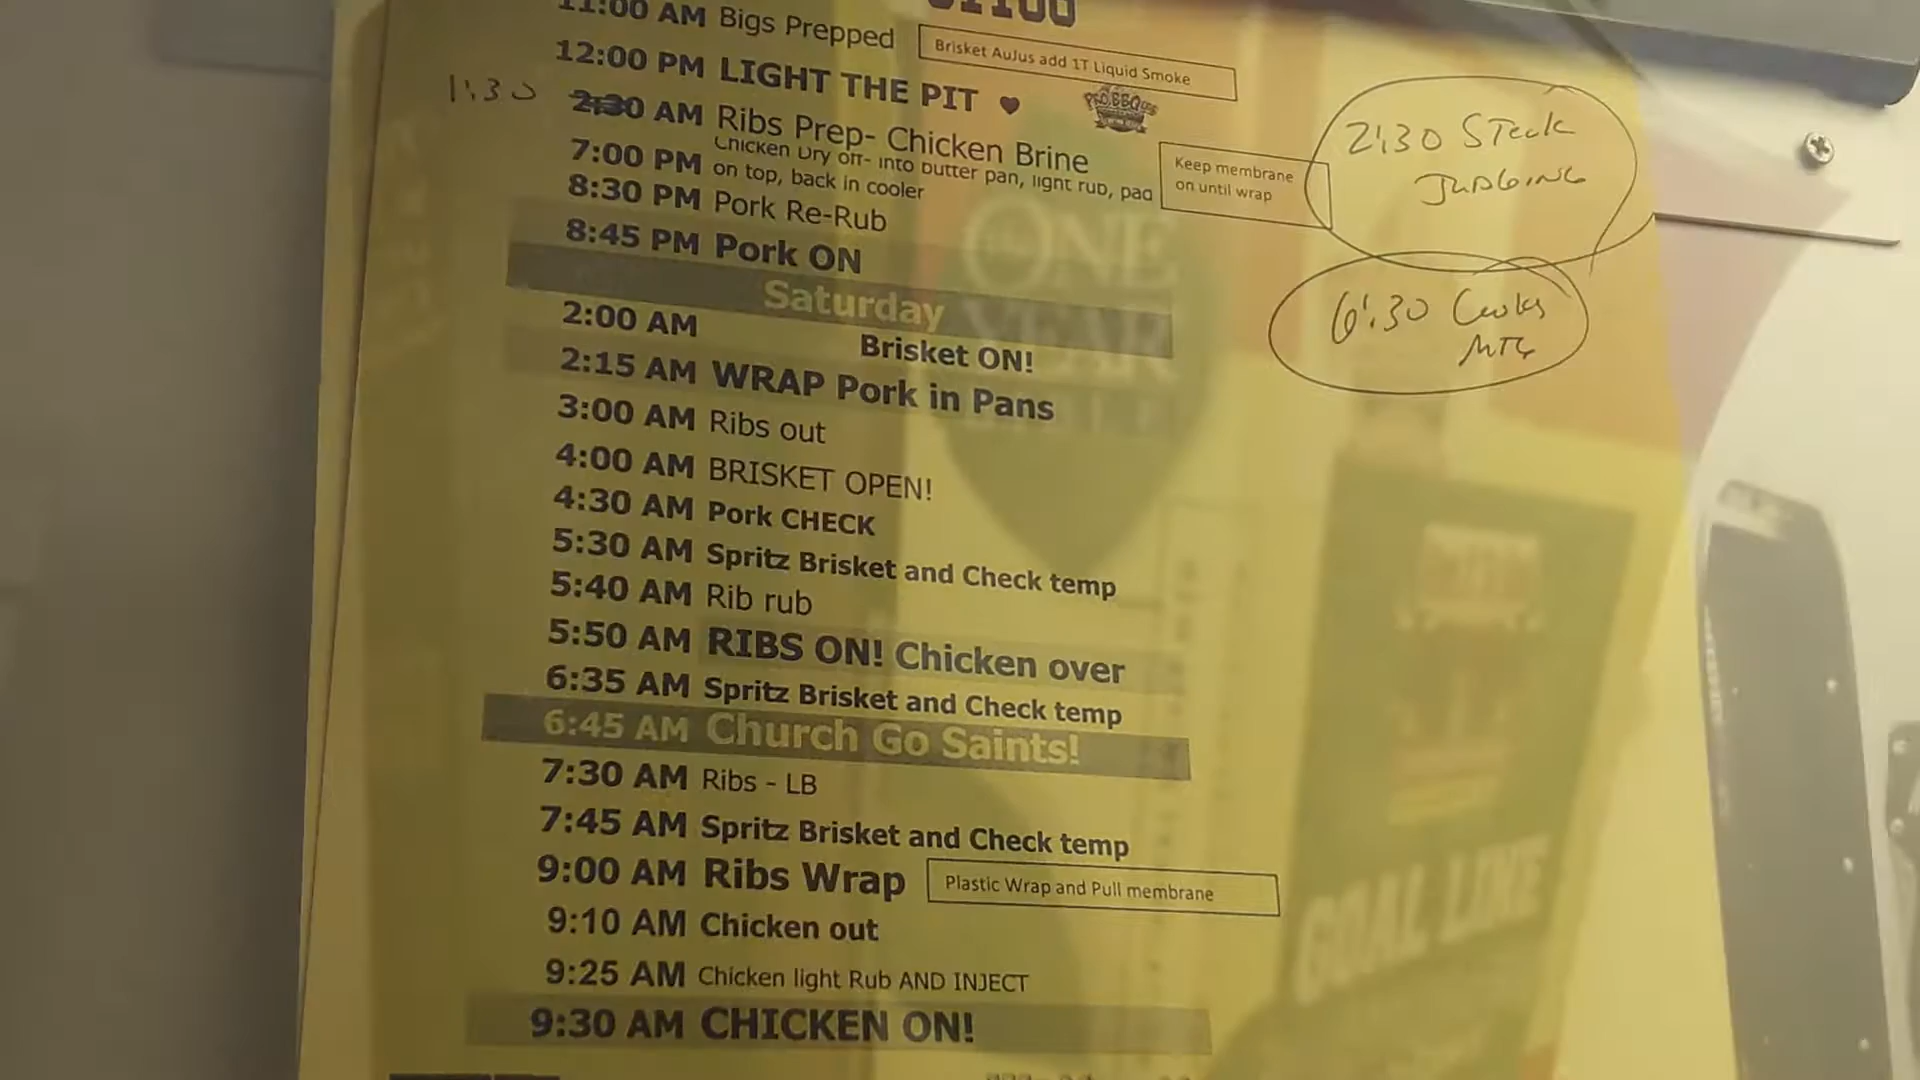 11:00 AM Bigs Prepped
Brisket AuJus add 1T Liquid Smoke
12:00 PM LIGHT THE PIT ♥
PRO BBQ
1:30
2:30 AM Ribs Prep- Chicken Brine
7:00 PM Chicken Dry off- into butter pan, light rub, pad
on top, back in cooler
Keep membrane
on until wrap
2:30 Steak
JUDGING
8:30 PM Pork Re-Rub
8:45 PM Pork ON
6:30 Cooks
MTG
Saturday
2:00 AM Brisket ON!
2:15 AM WRAP Pork in Pans
3:00 AM Ribs out
4:00 AM BRISKET OPEN!
4:30 AM Pork CHECK
5:30 AM Spritz Brisket and Check temp
5:40 AM Rib rub
5:50 AM RIBS ON! Chicken over
6:35 AM Spritz Brisket and Check temp
6:45 AM Church Go Saints!
7:30 AM Ribs - LB
7:45 AM Spritz Brisket and Check temp
9:00 AM Ribs Wrap
Plastic Wrap and Pull membrane
9:10 AM Chicken out
9:25 AM Chicken light Rub AND INJECT
9:30 AM CHICKEN ON!
ONE
YEAR
GOAL LINE